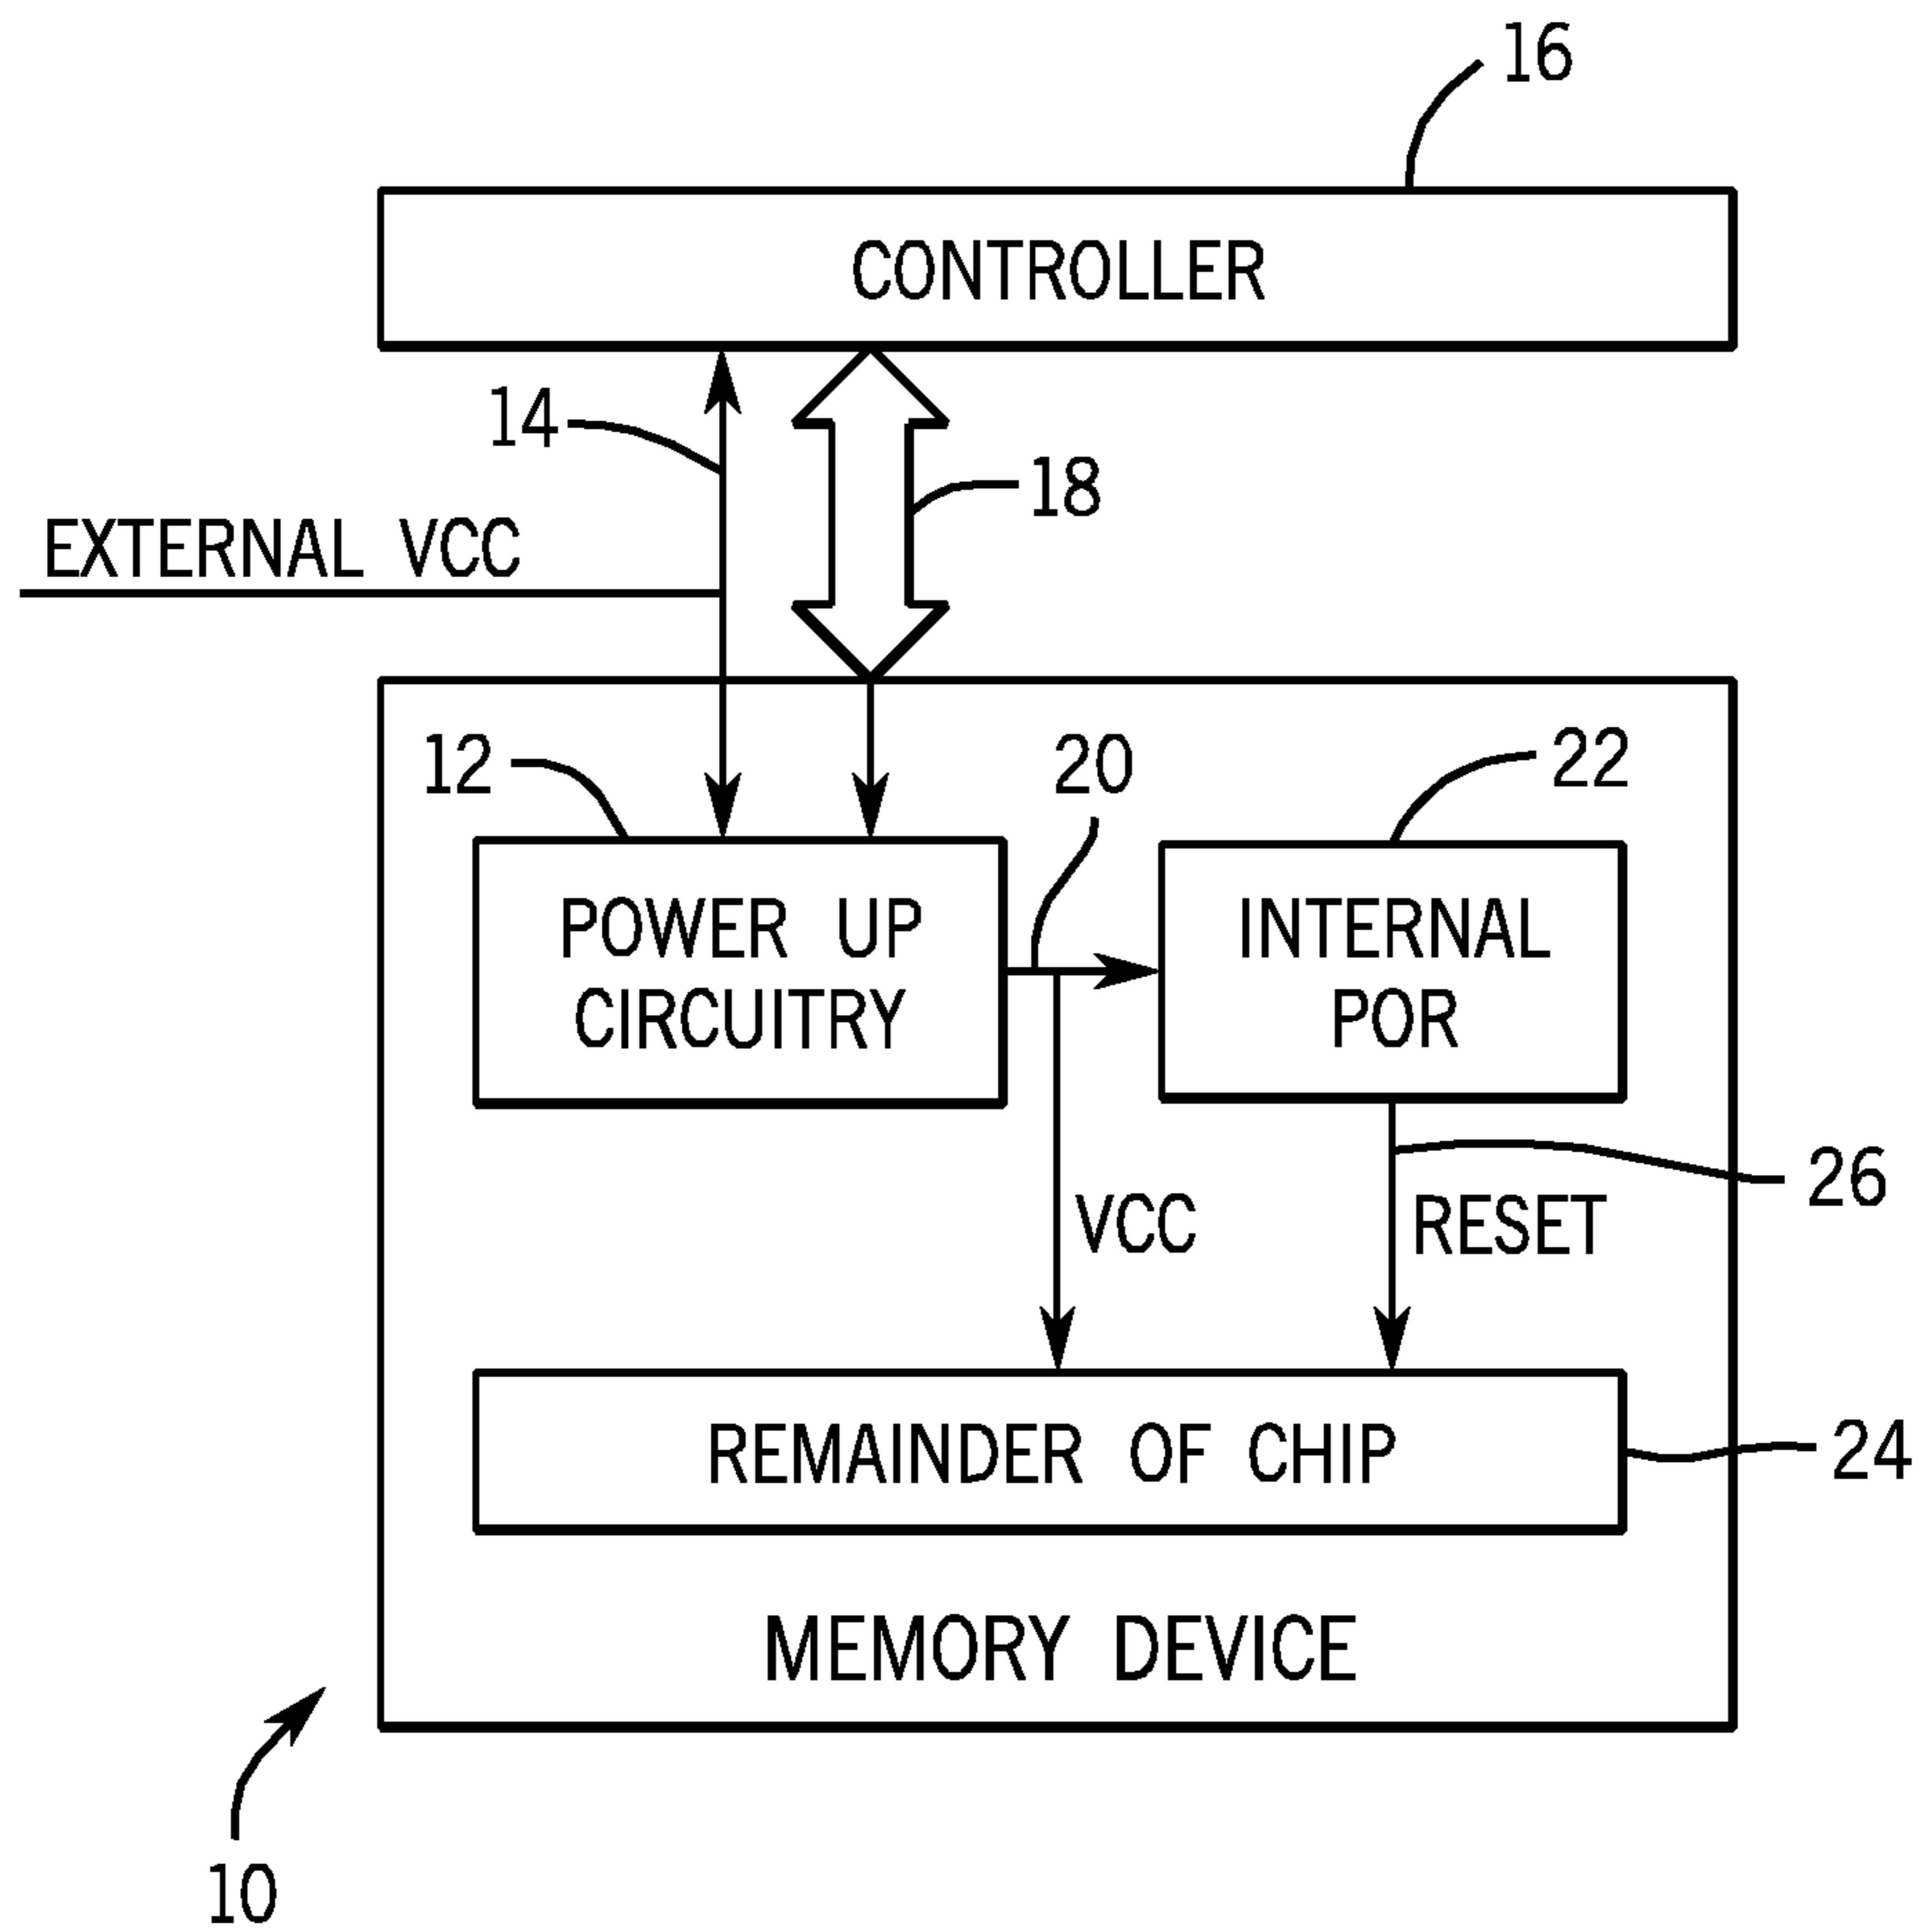 16
CONTROLLER
14
18
EXTERNAL VCC
12
20
22
POWER UP
CIRCUITRY
INTERNAL
POR
26
VCC
RESET
REMAINDER OF CHIP
24
MEMORY DEVICE
10